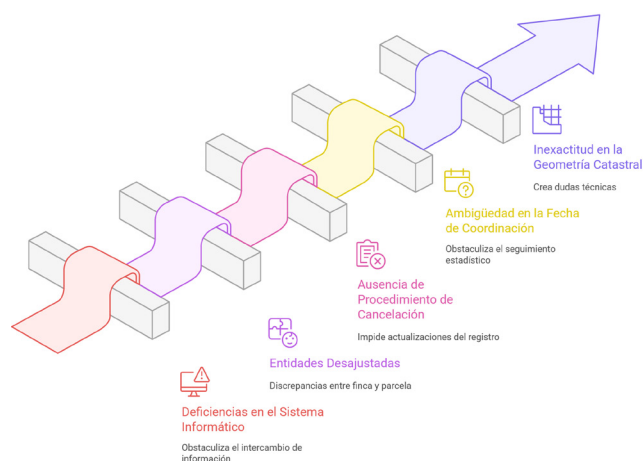 Inexactitud en la
Geometría Catastral
Crea dudas técnicas
Ambigüedad en la Fecha
de Coordinación
Obstaculiza el seguimiento
estadistico
Ausencia de
Procedimiento de
Cancelación
Impide actualizaciones del registro
Entidades Desajustadas
Discrepancias entre finca y parcela
Deficiencias en el Sistema
Informático
Obstaculiza el intercambio de
información